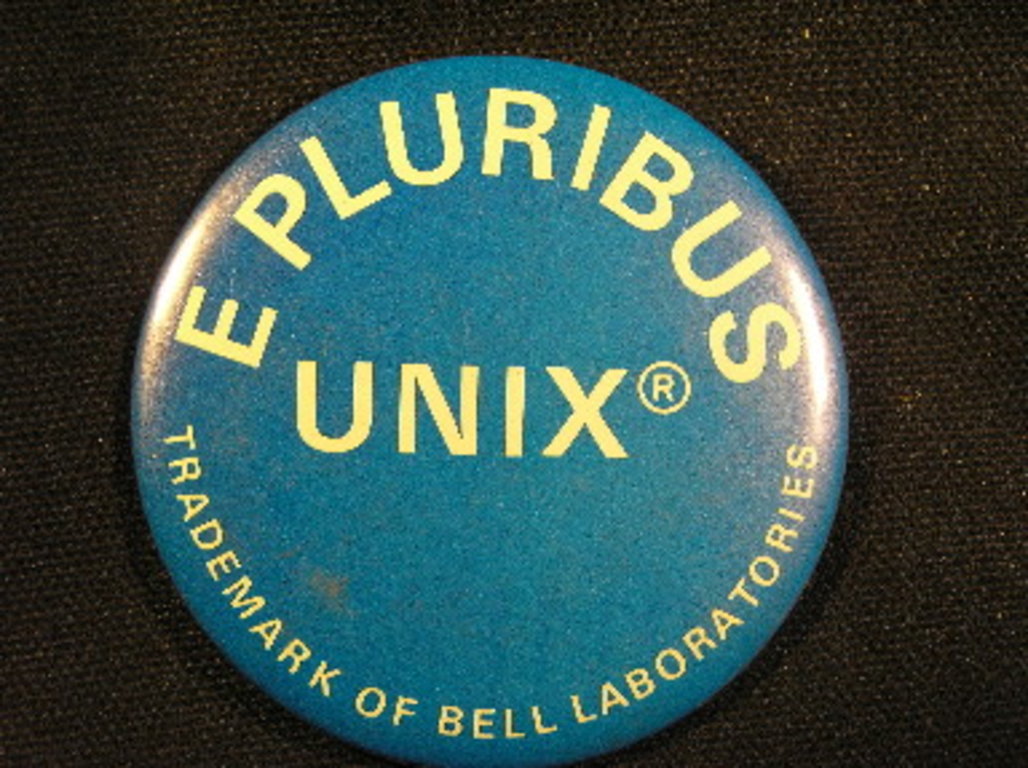 E PLURIBUS
UNIX®
TRADEMARK OF BELL LABORATORIES